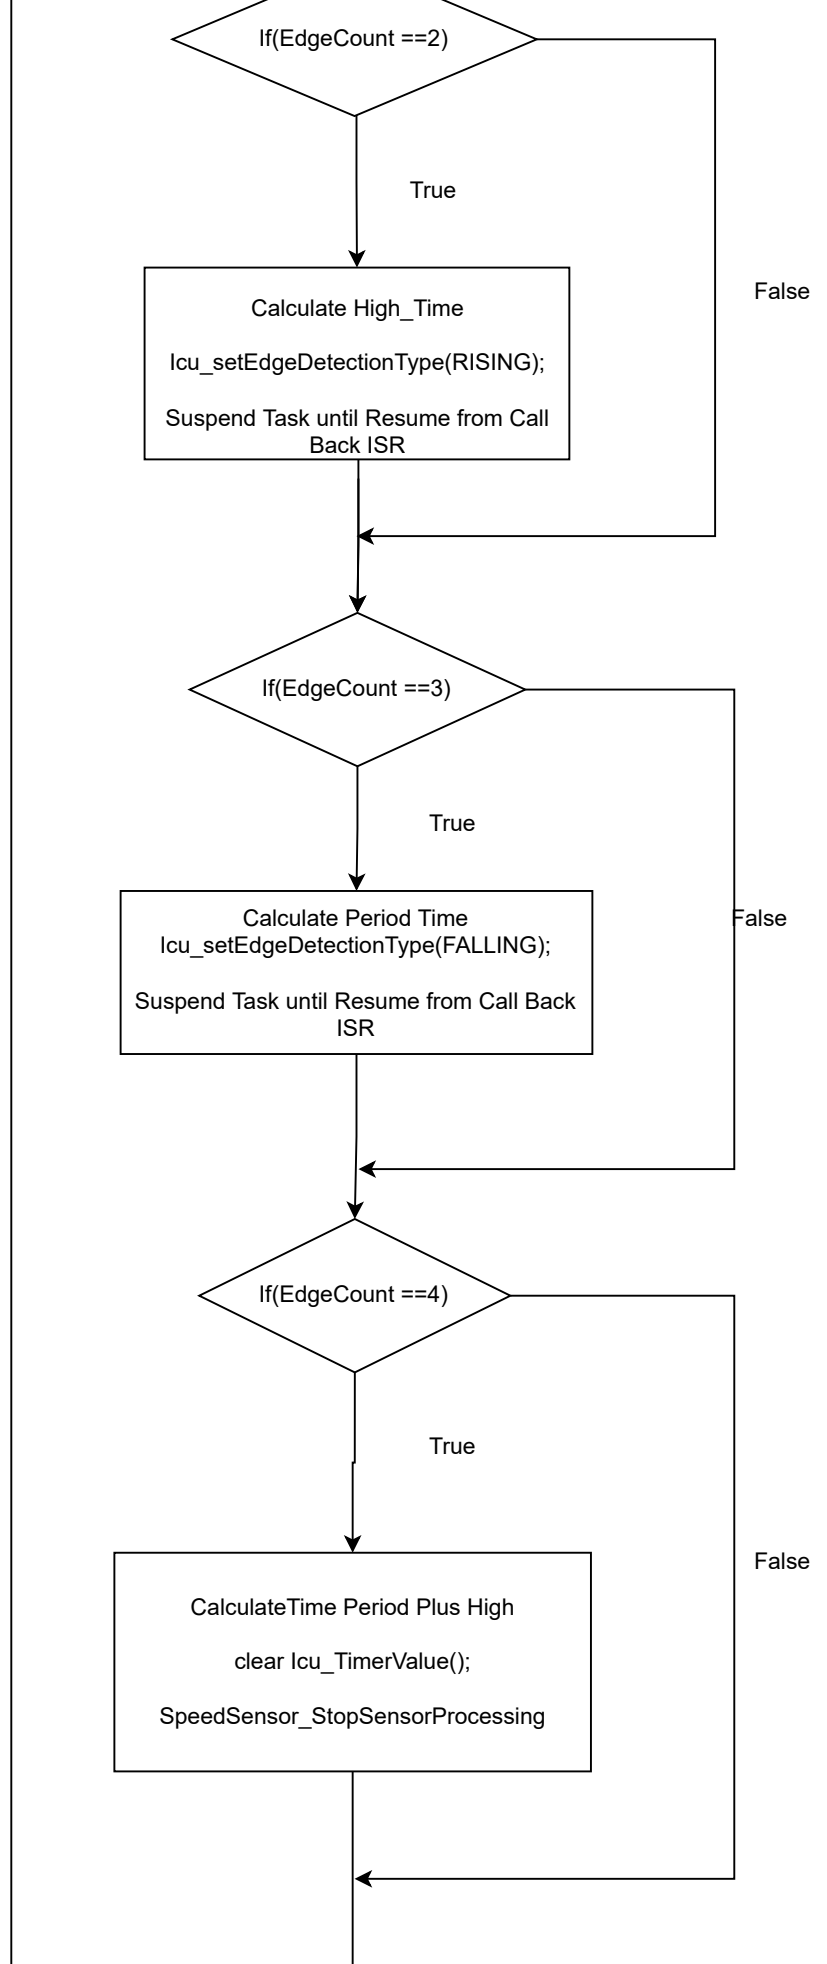 If(EdgeCount ==2)
True
False
Calculate High_Time
Icu_setEdgeDetectionType(RISING);
Suspend Task until Resume from Call
Back ISR
If(EdgeCount ==3)
True
Calculate Period Time
False
Icu_setEdgeDetectionType(FALLING);
Suspend Task until Resume from Call Back
ISR
If(EdgeCount ==4)
True
False
CalculateTime Period Plus High
clear Icu_TimerValue();
SpeedSensor_StopSensorProcessing